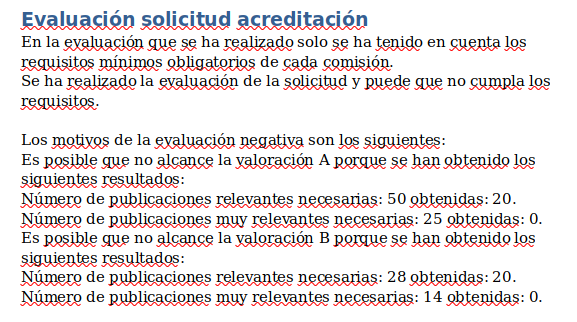 Evaluación solicitud acreditación
En la evaluación que se ha realizado solo se ha tenido en cuenta los
requisitos mínimos obligatorios de cada comisión.
Se ha realizado la evaluación de la solicitud y puede que no cumpla los
requisitos.
Los motivos de la evaluación negativa son los siguientes:
Es posible que no alcance la valoración A porque se han obtenido los
siguientes resultados:
Número de publicaciones relevantes necesarias: 50 obtenidas: 20.
Número de publicaciones muy relevantes necesarias: 25 obtenidas: 0.
Es posible que no alcance la valoración B porque se han obtenido los
siguientes resultados:
Número de publicaciones relevantes necesarias: 28 obtenidas: 20.
Número de publicaciones muy relevantes necesarias: 14 obtenidas: 0.